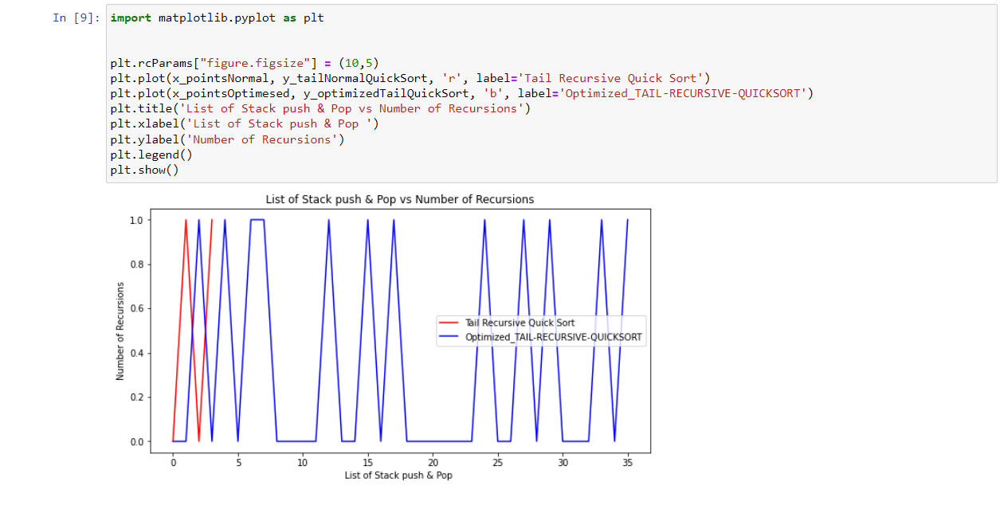 In [9]: import matplotlib.pyplot as plt
plt.rcParams["figure.figsize"] = (10,5)
plt.plot(x_pointsNormal, y_tailNormalQuickSort, 'r', label='Tail Recursive Quick Sort')
plt.plot(x_pointsOptimesed, y_optimizedTailQuickSort, 'b', label='Optimized_TAIL-RECURSIVE-QUICKSORT')
plt.title('List of Stack push & Pop vs Number of Recursions')
plt.xlabel('List of Stack push & Pop ')
plt.ylabel('Number of Recursions')
plt.legend()
plt.show()
List of Stack push & Pop vs Number of Recursions
1.0
0.8
0.6
0.4
0.2
0.0
Number of Recursions
Tail Recursive Quick Sort
Optimized_TAIL-RECURSIVE-QUICKSORT
0 5 10 15 20 25 30 35
List of Stack push & Pop